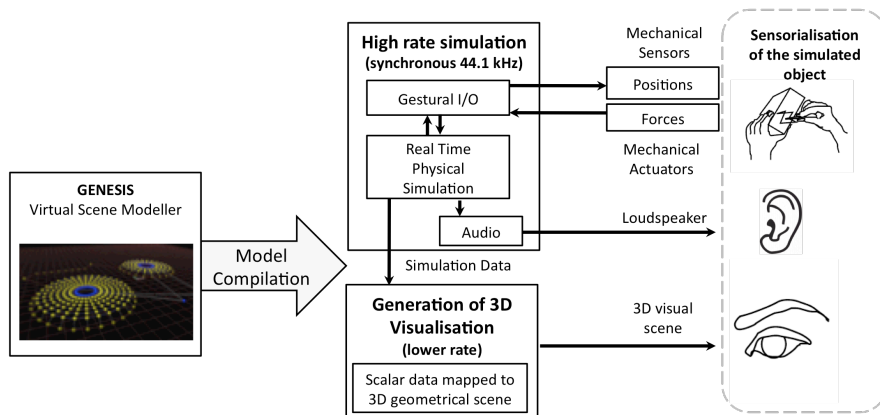 GENESIS
Virtual Scene Modeller
Model
Compilation
High rate simulation
(synchronous 44.1 kHz)
Gestural I/O
Real Time
Physical
Simulation
Audio
Simulation Data
Generation of 3D
Visualisation
(lower rate)
Scalar data mapped to
3D geometrical scene
Mechanical
Sensors
Positions
Forces
Mechanical
Actuators
Loudspeaker
3D visual
scene
Sensorialisation
of the simulated
object